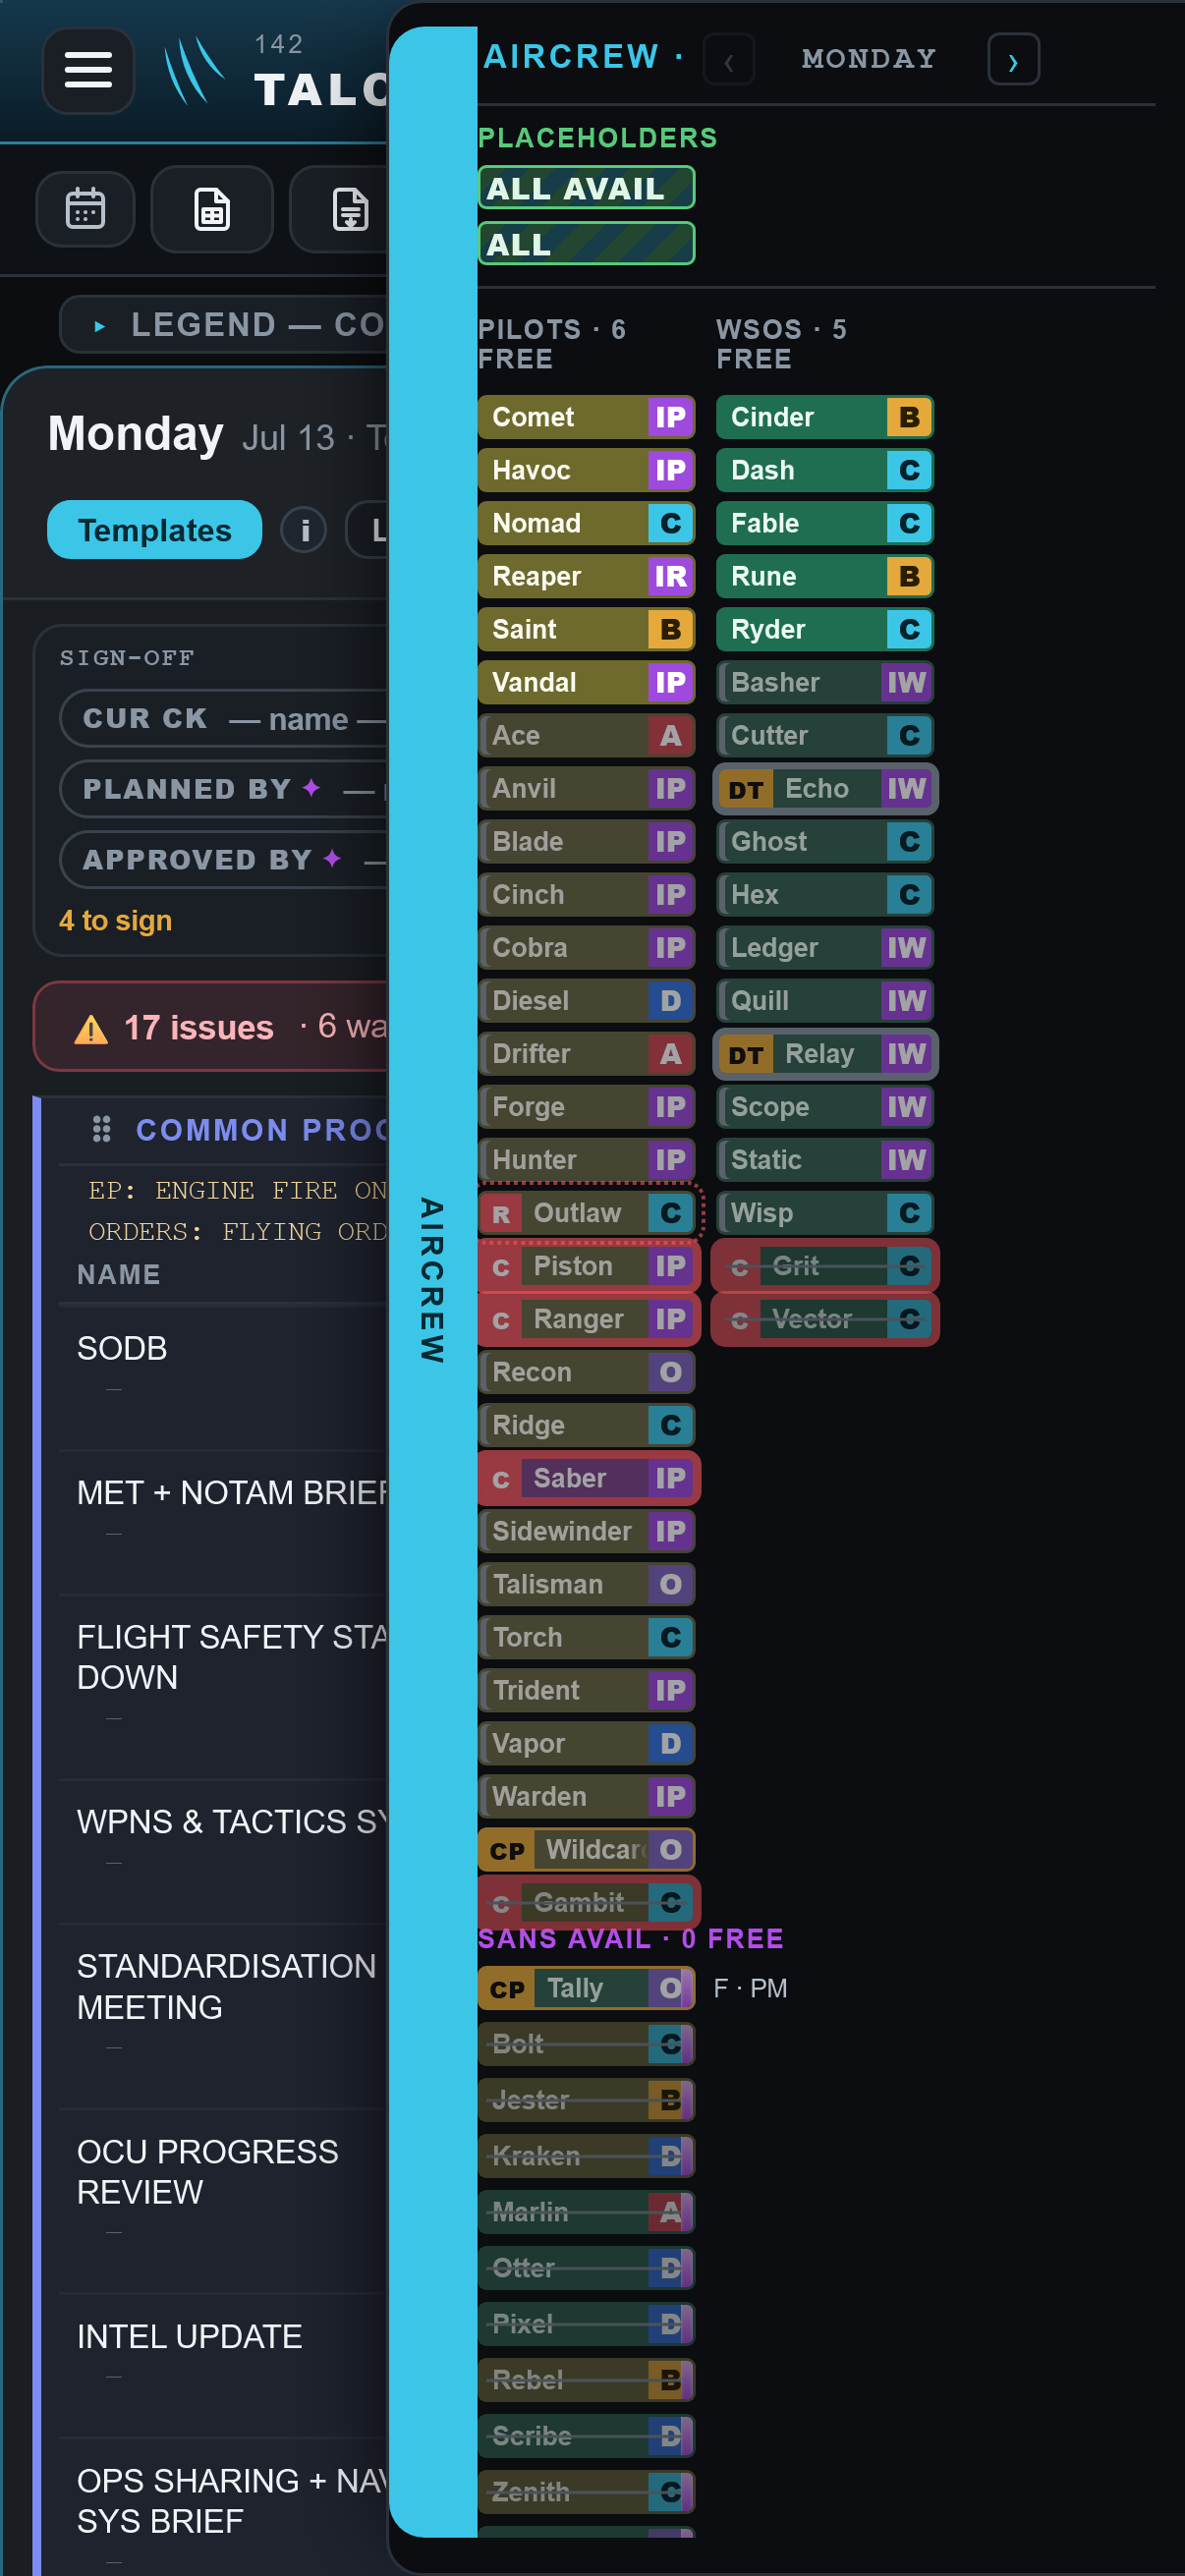 142
TALO
LEGEND — CO
Monday Jul 13 · T
Templates i L
SIGN-OFF
CUR CK — name —
PLANNED BY ✦ —
APPROVED BY ✦ —
4 to sign
17 issues · 6 wa
COMMON PROC
EP: ENGINE FIRE ON
ORDERS: FLYING ORD
NAME
SODB
—
MET + NOTAM BRIEF
—
FLIGHT SAFETY STA
DOWN
—
WPNS & TACTICS SY
—
STANDARDISATION
MEETING
—
OCU PROGRESS
REVIEW
—
INTEL UPDATE
—
OPS SHARING + NAV
SYS BRIEF
—
AIRCREW
AIRCREW · ‹ MONDAY ›
PLACEHOLDERS
ALL AVAIL
ALL
PILOTS · 6
FREE
Comet IP
Havoc IP
Nomad C
Reaper IR
Saint B
Vandal IP
Ace A
Anvil IP
Blade IP
Cinch IP
Cobra IP
Diesel D
Drifter A
Forge IP
Hunter IP
R Outlaw C
C Piston IP
C Ranger IP
Recon O
Ridge C
C Saber IP
Sidewinder IP
Talisman O
Torch C
Trident IP
Vapor D
Warden IP
CP Wildcar O
C Gambit C
WSOS · 5
FREE
Cinder B
Dash C
Fable C
Rune B
Ryder C
Basher IW
Cutter C
DT Echo IW
Ghost C
Hex C
Ledger IW
Quill IW
DT Relay IW
Scope IW
Static IW
Wisp C
C Grit C
C Vector C
SANS AVAIL · 0 FREE
CP Tally O F · PM
Bolt C
Jester B
Kraken D
Marlin A
Otter D
Pixel D
Rebel B
Scribe D
Zenith C